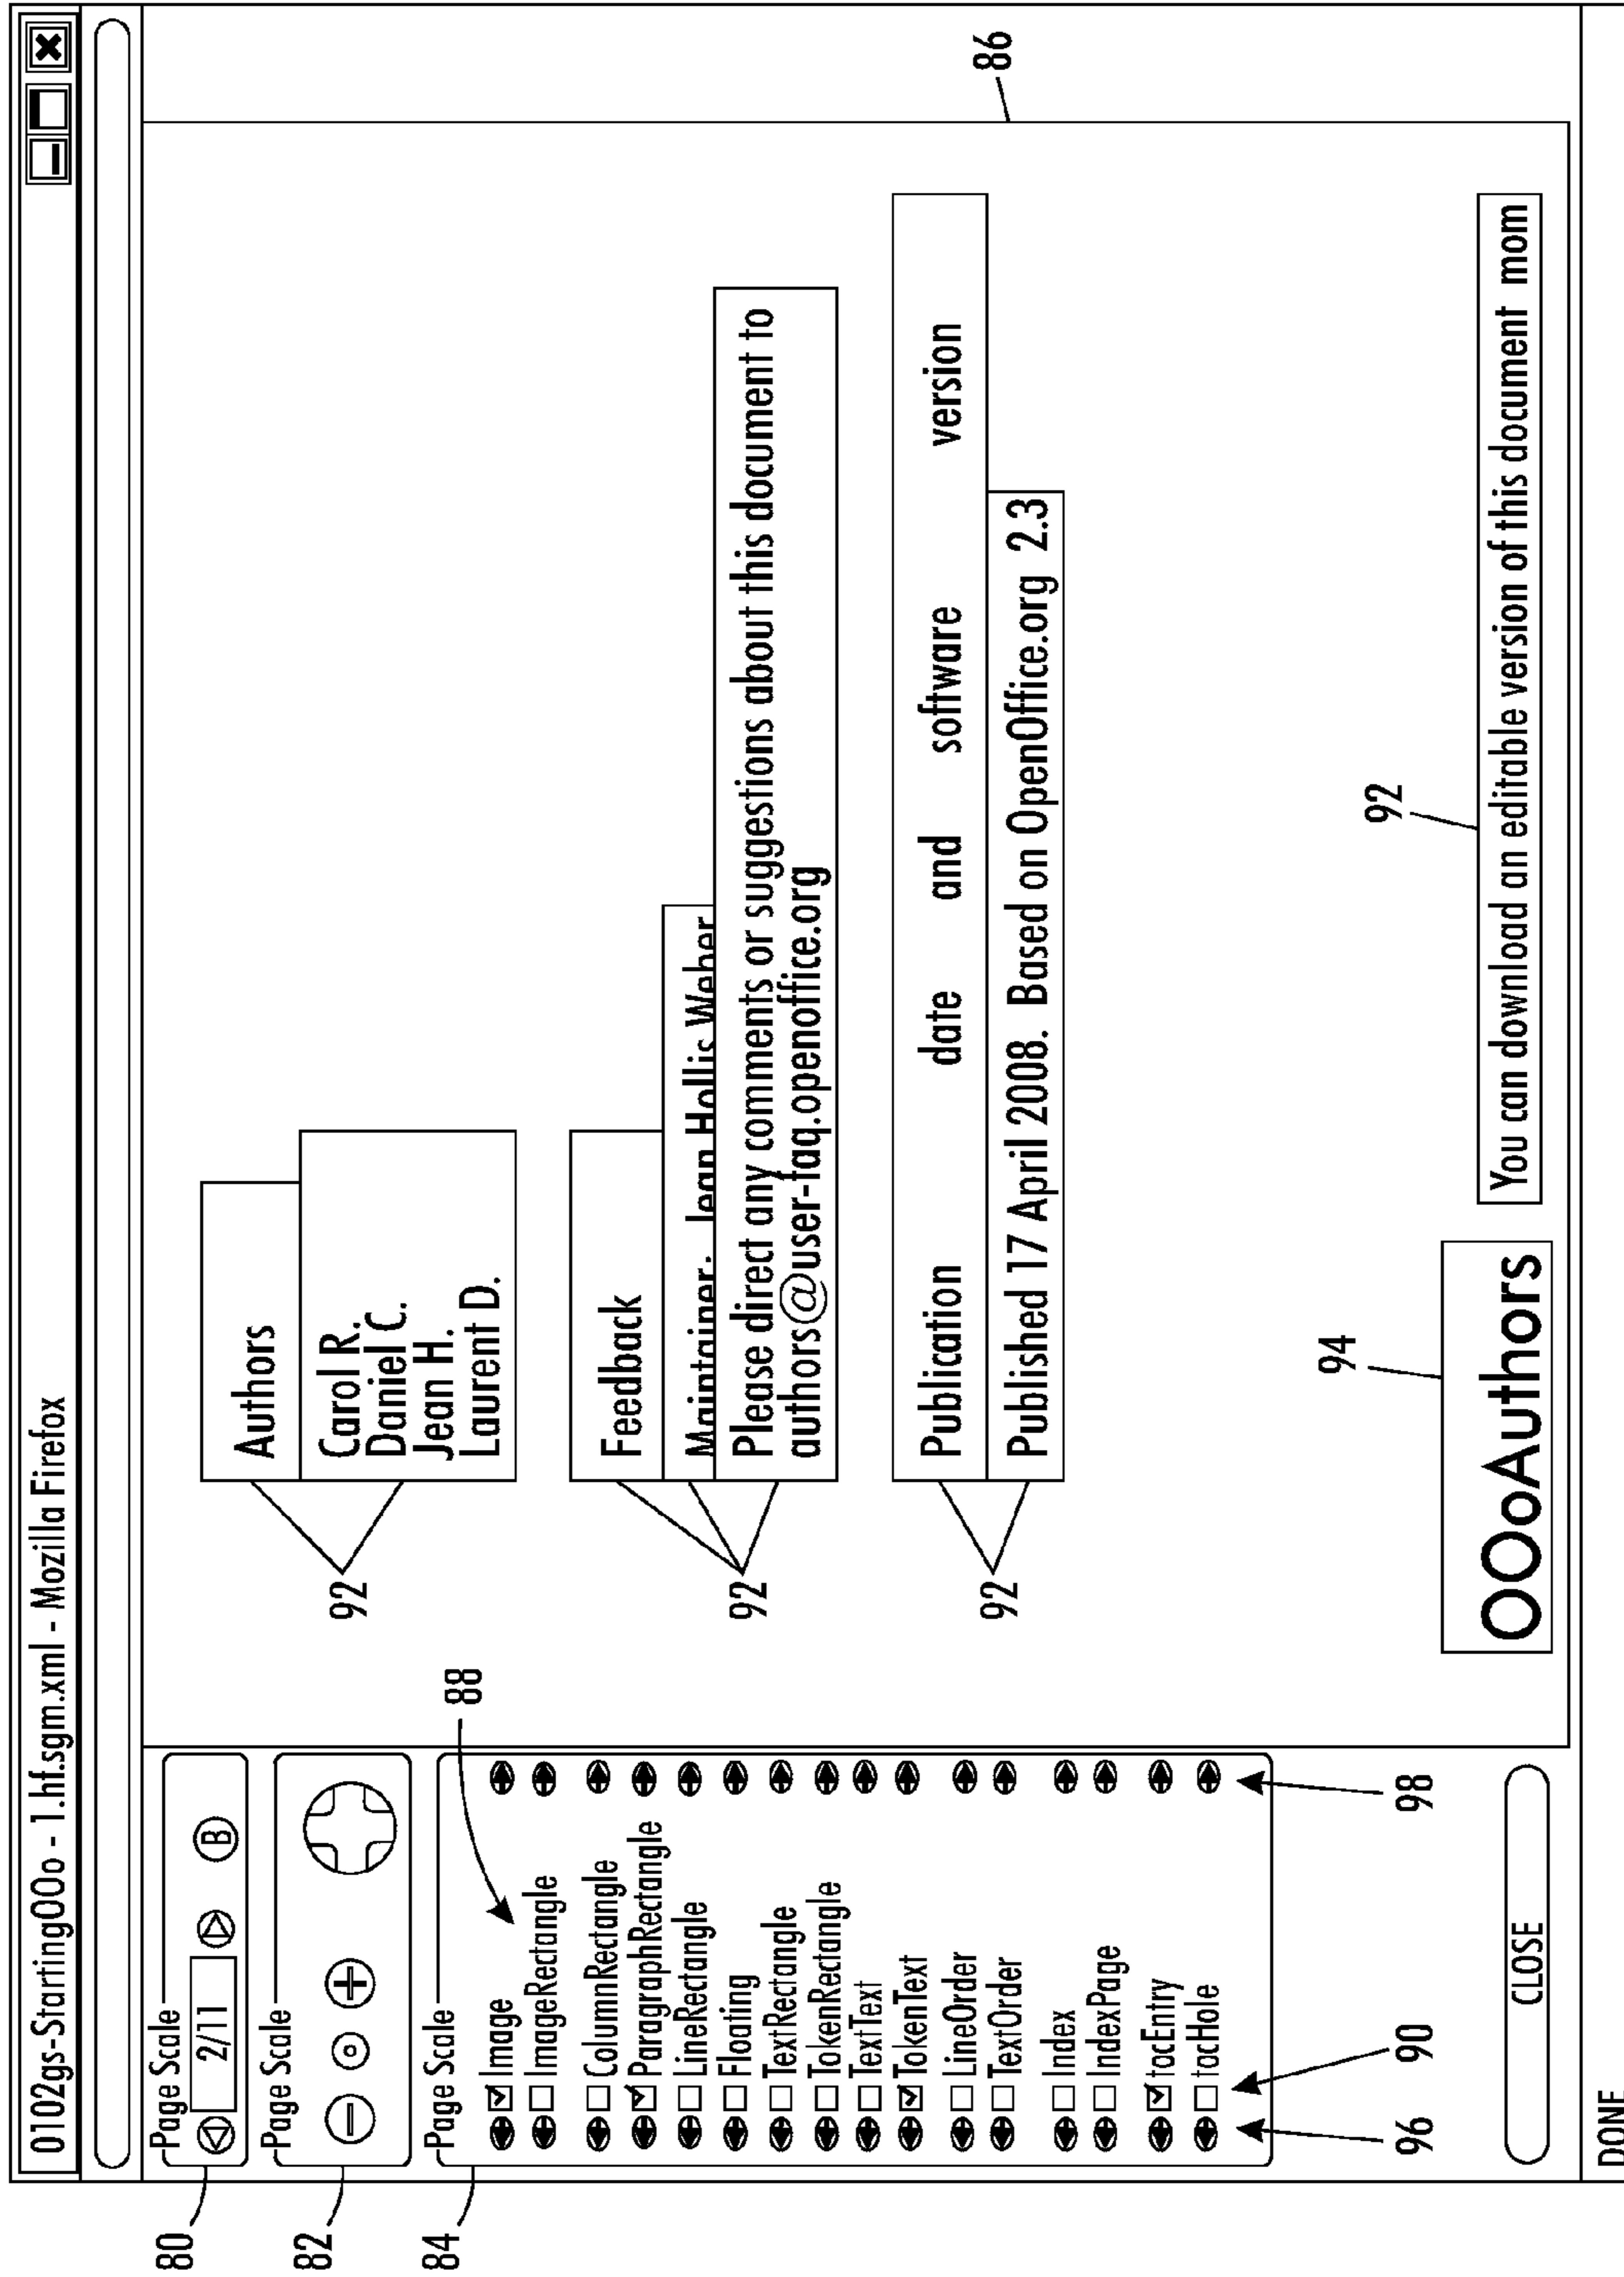 0102gs-StartingOOo - 1.hf.sgm.xml - Mozilla Firefox
80
Page Scale
2/11
B
82
Page Scale
84
Page Scale
88
Image
ImageRectangle
ColumnRectangle
ParagraphRectangle
LineRectangle
Floating
TextRectangle
TokenRectangle
TextText
TokenText
LineOrder
TextOrder
Index
IndexPage
tocEntry
tocHole
96
90
98
CLOSE
DONE
86
Authors
Carol R.
Daniel C.
Jean H.
Laurent D.
92
Feedback
Maintainer: Jean Hollis Weber
Please direct any comments or suggestions about this document to
authors@user-faq.openoffice.org
92
Publication date and software version
Published 17 April 2008. Based on OpenOffice.org 2.3
92
94
OOoAuthors
92
You can download an editable version of this document mom